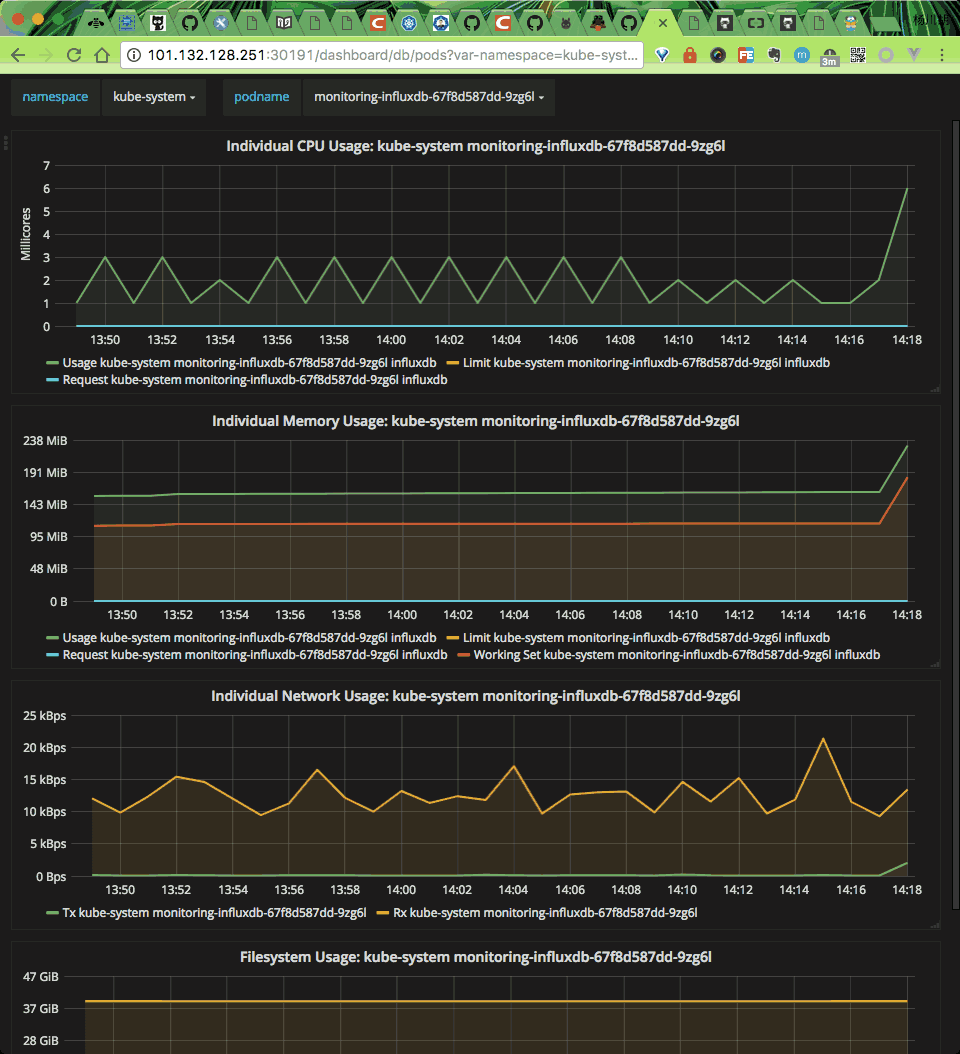 杨川胡
101.132.128.251:30191/dashboard/db/pods?var-namespace=kube-syst...
3m
namespace kube-system podname monitoring-influxdb-67f8d587dd-9zg6l
Individual CPU Usage: kube-system monitoring-influxdb-67f8d587dd-9zg6l
7
6
5
4
3
2
1
0
Millicores
13:50 13:52 13:54 13:56 13:58 14:00 14:02 14:04 14:06 14:08 14:10 14:12 14:14 14:16 14:18
Usage kube-system monitoring-influxdb-67f8d587dd-9zg6l influxdb Limit kube-system monitoring-influxdb-67f8d587dd-9zg6l influxdb
Request kube-system monitoring-influxdb-67f8d587dd-9zg6l influxdb
Individual Memory Usage: kube-system monitoring-influxdb-67f8d587dd-9zg6l
238 MiB
191 MiB
143 MiB
95 MiB
48 MiB
0 B
13:50 13:52 13:54 13:56 13:58 14:00 14:02 14:04 14:06 14:08 14:10 14:12 14:14 14:16 14:18
Usage kube-system monitoring-influxdb-67f8d587dd-9zg6l influxdb Limit kube-system monitoring-influxdb-67f8d587dd-9zg6l influxdb
Request kube-system monitoring-influxdb-67f8d587dd-9zg6l influxdb Working Set kube-system monitoring-influxdb-67f8d587dd-9zg6l influxdb
Individual Network Usage: kube-system monitoring-influxdb-67f8d587dd-9zg6l
25 kBps
20 kBps
15 kBps
10 kBps
5 kBps
0 Bps
13:50 13:52 13:54 13:56 13:58 14:00 14:02 14:04 14:06 14:08 14:10 14:12 14:14 14:16 14:18
Tx kube-system monitoring-influxdb-67f8d587dd-9zg6l Rx kube-system monitoring-influxdb-67f8d587dd-9zg6l
Filesystem Usage: kube-system monitoring-influxdb-67f8d587dd-9zg6l
47 GiB
37 GiB
28 GiB